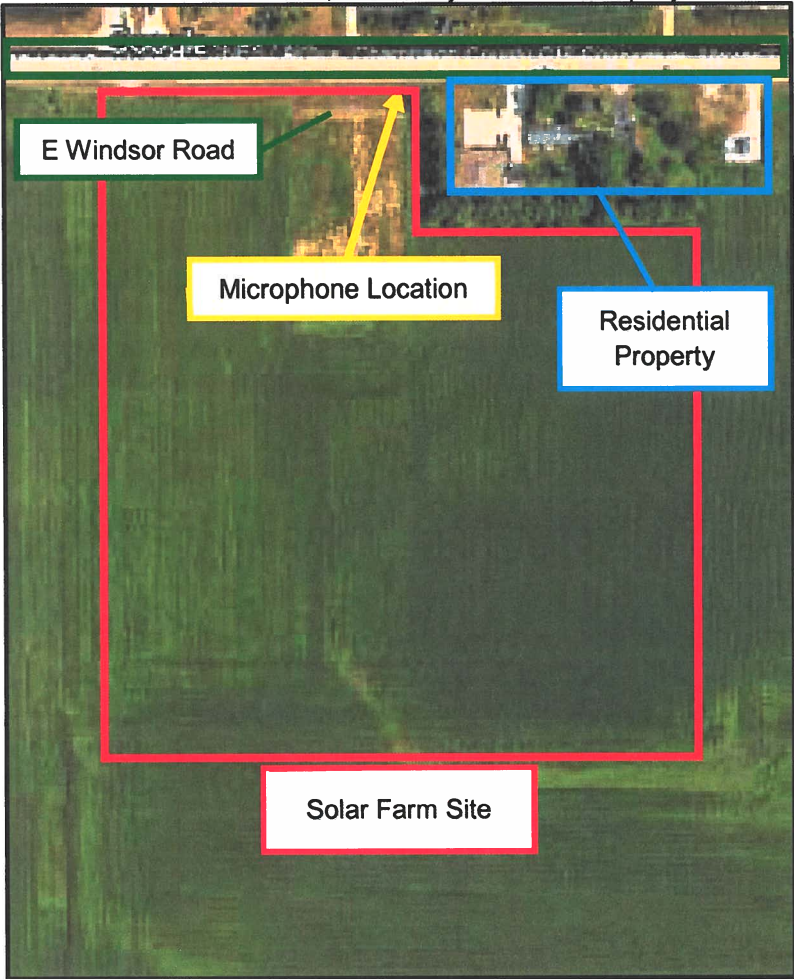 E Windsor Road
Microphone Location
Residential
Property
Solar Farm Site